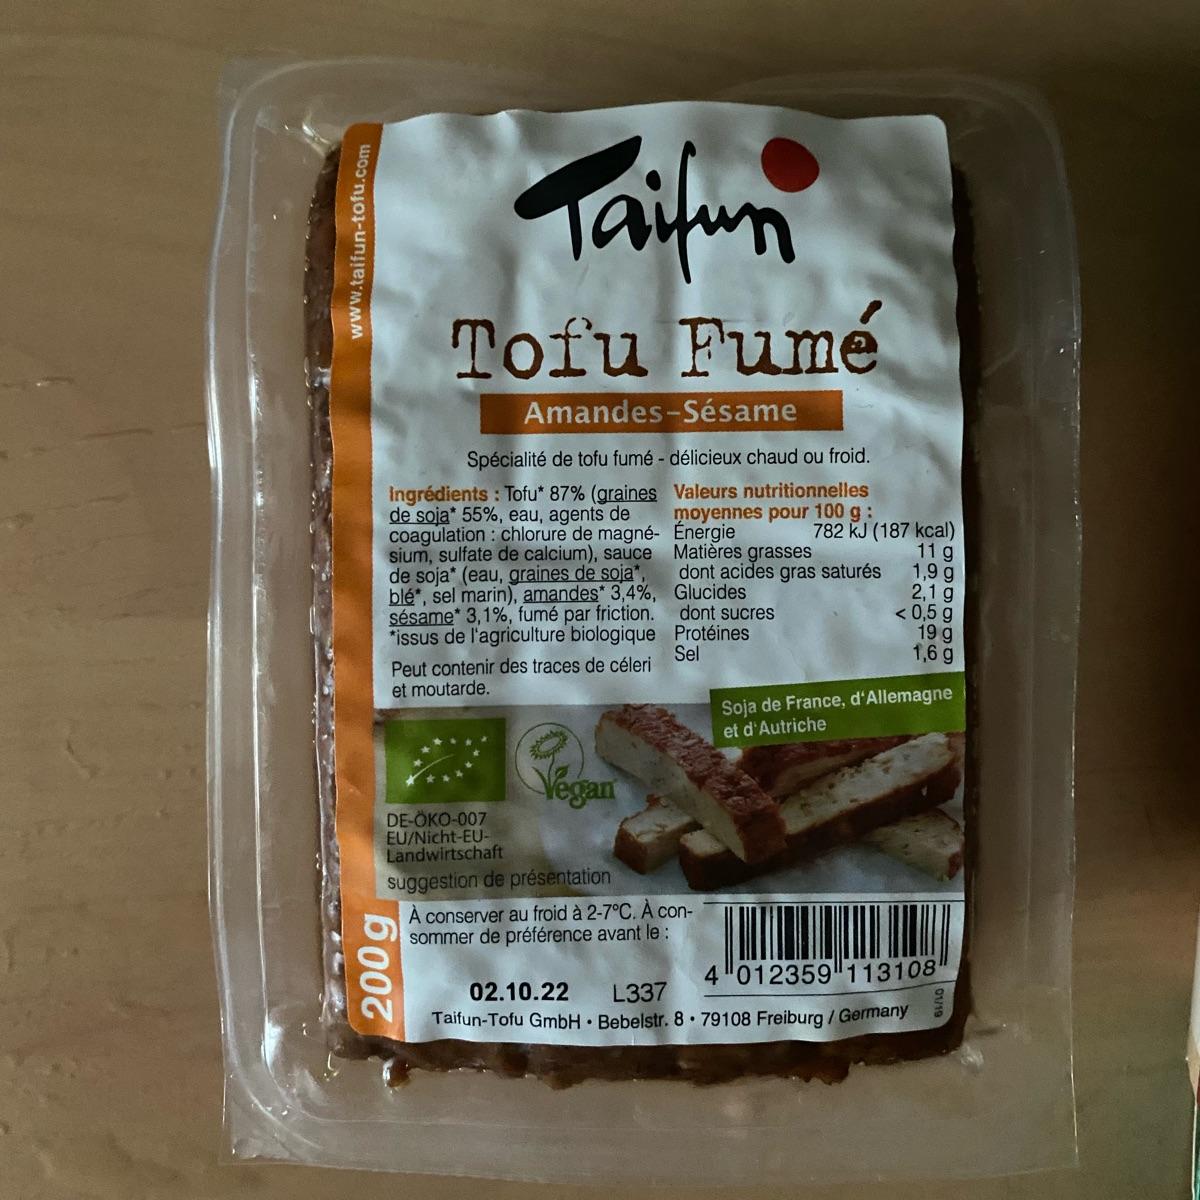 www.taifun-tofu.com
Taifun
Tofu Fumé
Amandes-Sésame
Spécialité de tofu fumé - délicieux chaud ou froid.
Ingrédients : Tofu* 87% (graines
de soja* 55%, eau, agents de
coagulation : chlorure de magné-
sium, sulfate de calcium), sauce
de soja* (eau, graines de soja*,
blé*, sel marin), amandes* 3,4%,
sésame* 3,1%, fumé par friction.
*issus de l'agriculture biologique
Peut contenir des traces de céleri
et moutarde.
Valeurs nutritionnelles
moyennes pour 100 g :
Énergie 782 kJ (187 kcal)
Matières grasses 11 g
dont acides gras saturés 1,9 g
Glucides 2,1 g
dont sucres < 0,5 g
Protéines 19 g
Sel 1,6 g
Soja de France, d'Allemagne
et d'Autriche
Vegan
DE-ÖKO-007
EU/Nicht-EU-
Landwirtschaft
suggestion de présentation
200g
À conserver au froid à 2-7°C. À con-
sommer de préférence avant le :
02.10.22 L337
4 012359 113108
01/19
Taifun-Tofu GmbH • Bebelstr. 8 • 79108 Freiburg / Germany